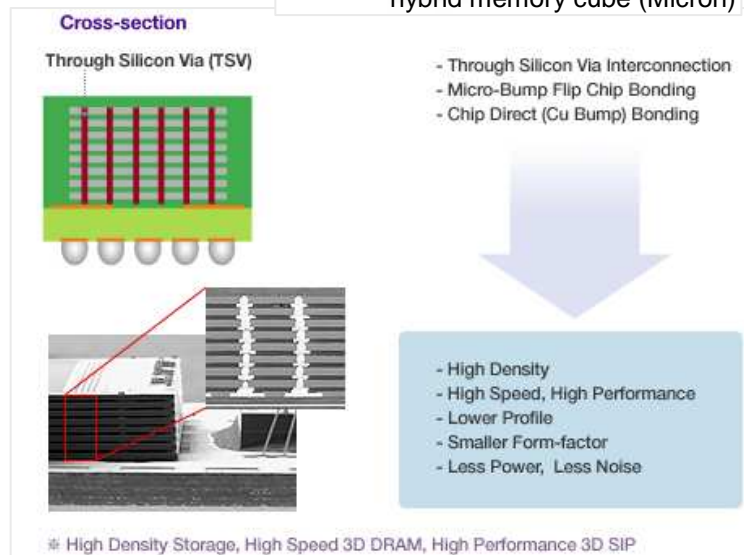 hybrid memory cube (Micron)
Cross-section
Through Silicon Via (TSV)
- Through Silicon Via Interconnection
- Micro-Bump Flip Chip Bonding
- Chip Direct (Cu Bump) Bonding
- High Density
- High Speed, High Performance
- Lower Profile
- Smaller Form-factor
- Less Power, Less Noise
※ High Density Storage, High Speed 3D DRAM, High Performance 3D SIP